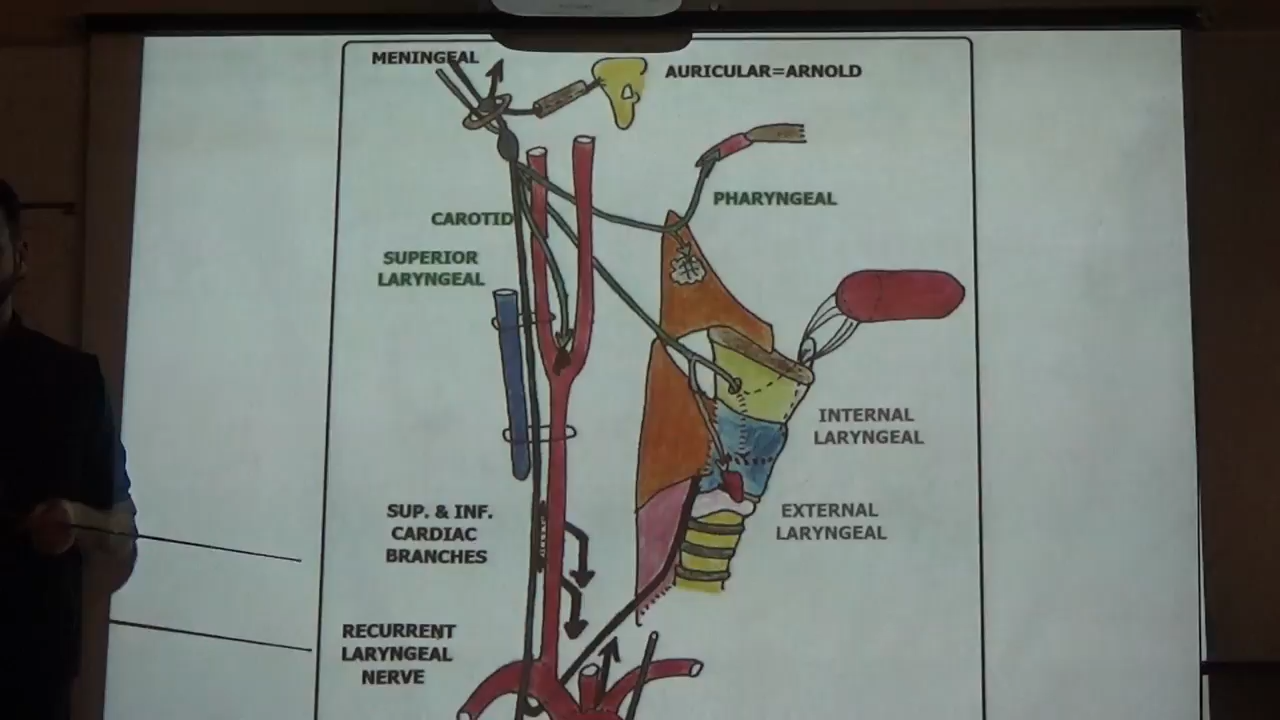 MENINGEAL
AURICULAR=ARNOLD
PHARYNGEAL
CAROTID
SUPERIOR
LARYNGEAL
INTERNAL
LARYNGEAL
SUP. & INF.
CARDIAC
BRANCHES
EXTERNAL
LARYNGEAL
RECURRENT
LARYNGEAL
NERVE